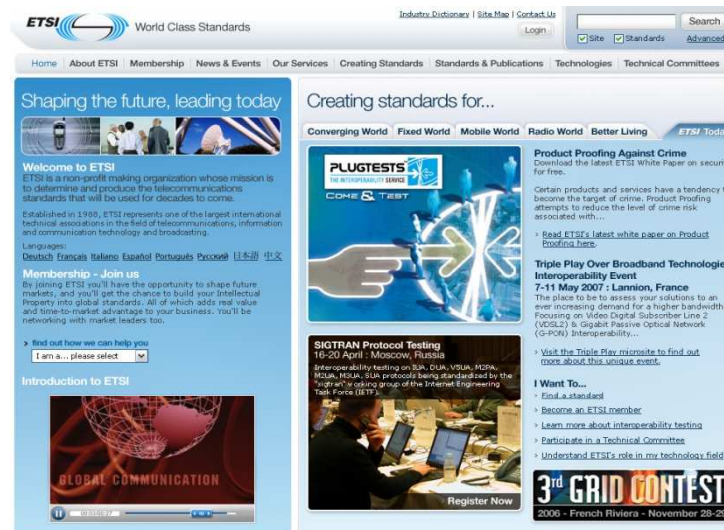 ETSI World Class Standards
Industry Dictionary | Site Map | Contact Us
Login
Search
Site Standards Advanced
Home About ETSI Membership News & Events Our Services Creating Standards Standards & Publications Technologies Technical Committees
Shaping the future, leading today
Welcome to ETSI
ETSI is a non-profit making organization whose mission is
to determine and produce the telecommunications
standards that will be used for decades to come.
Established in 1988, ETSI represents one of the largest international
technical associations in the field of telecommunications, information
and communication technology and broadcasting.
Languages:
Deutsch Français Italiano Español Português Русский 日本語 中文
Membership - Join us
By joining ETSI you'll have the opportunity to shape future
markets, and you'll get the chance to build your Intellectual
Property into global standards. All of which adds real value
and time-to-market advantage to your business. You'll be
networking with market leaders too.
> find out how we can help you
I am a... please select
Introduction to ETSI
GLOBAL COMMUNICATION
Creating standards for...
Converging World Fixed World Mobile World Radio World Better Living ETSI Toda
PLUGTESTS
THE INTEROPERABILITY SERVICE
COME & TEST
SIGTRAN Protocol Testing
16-20 April : Moscow, Russia
Interoperability testing on IUA, DUA, V5UA, M2PA,
M2UA, M3UA, SUA protocols being standardized by the
"sigtran" working group of the Internet Engineering
Task Force (IETF).
Register Now
Product Proofing Against Crime
Download the latest ETSI White Paper on securi
for free.
Certain products and services have a tendency t
become the target of crime. Product Proofing
attempts to reduce the level of crime risk
associated with...
> Read ETSI's latest white paper on Product
Proofing here.
Triple Play Over Broadband Technologie
Interoperability Event
7-11 May 2007 : Lannion, France
The place to be to assess your solutions to an
ever increasing demand for a higher bandwidth
Focusing on Video Digital Subscriber Line 2
(VDSL2) & Gigabit Passive Optical Network
(G-PON) Interoperability...
> Visit the Triple Play microsite to find out
more about this unique event.
I Want To...
> Find a standard
> Become an ETSI member
> Learn more about interoperability testing
> Participate in a Technical Committee
> Understand ETSI's role in my technology field
3rd GRID CONTEST
2006 - French Riviera - November 28-2